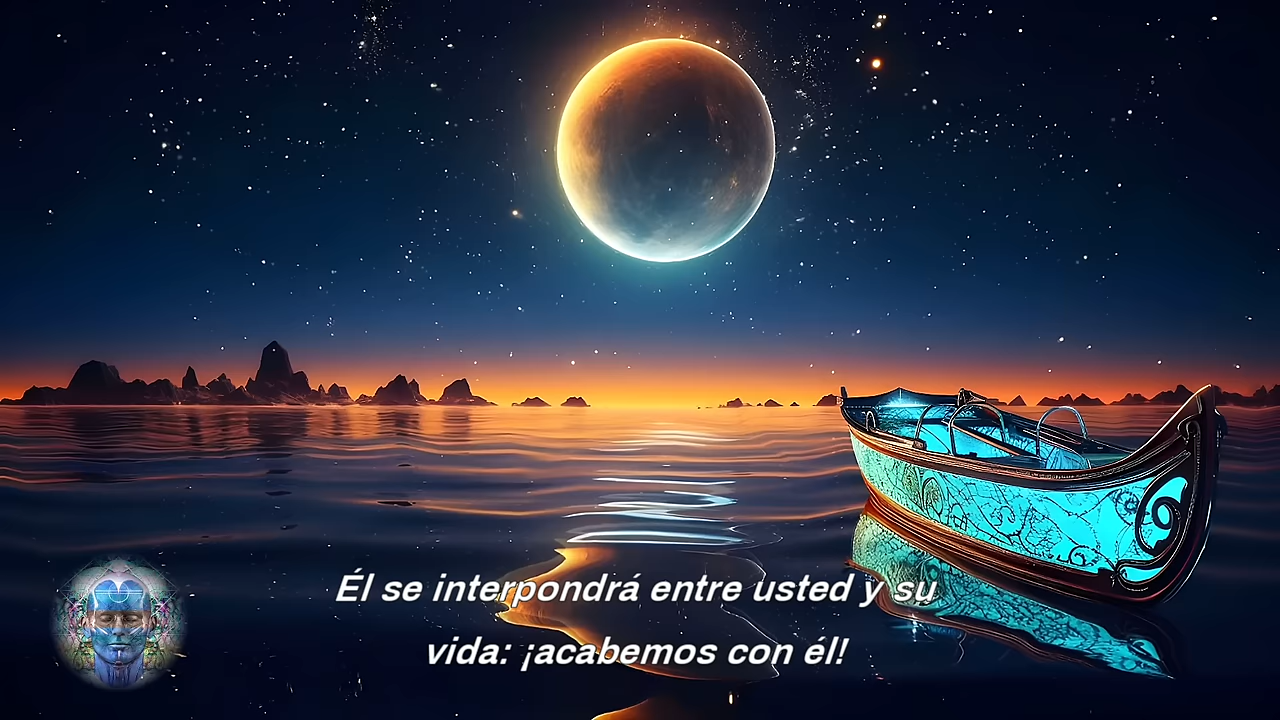 Él se interpondrá entre usted y su
vida: ¡acabemos con él!